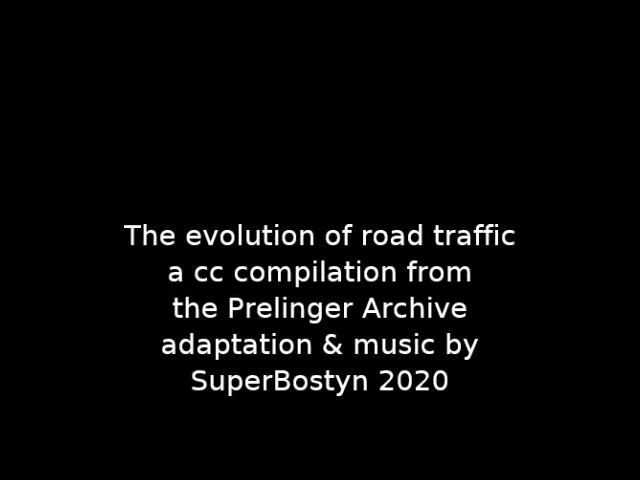 The evolution of road traffic
a cc compilation from
the Prelinger Archive
adaptation & music by
SuperBostyn 2020